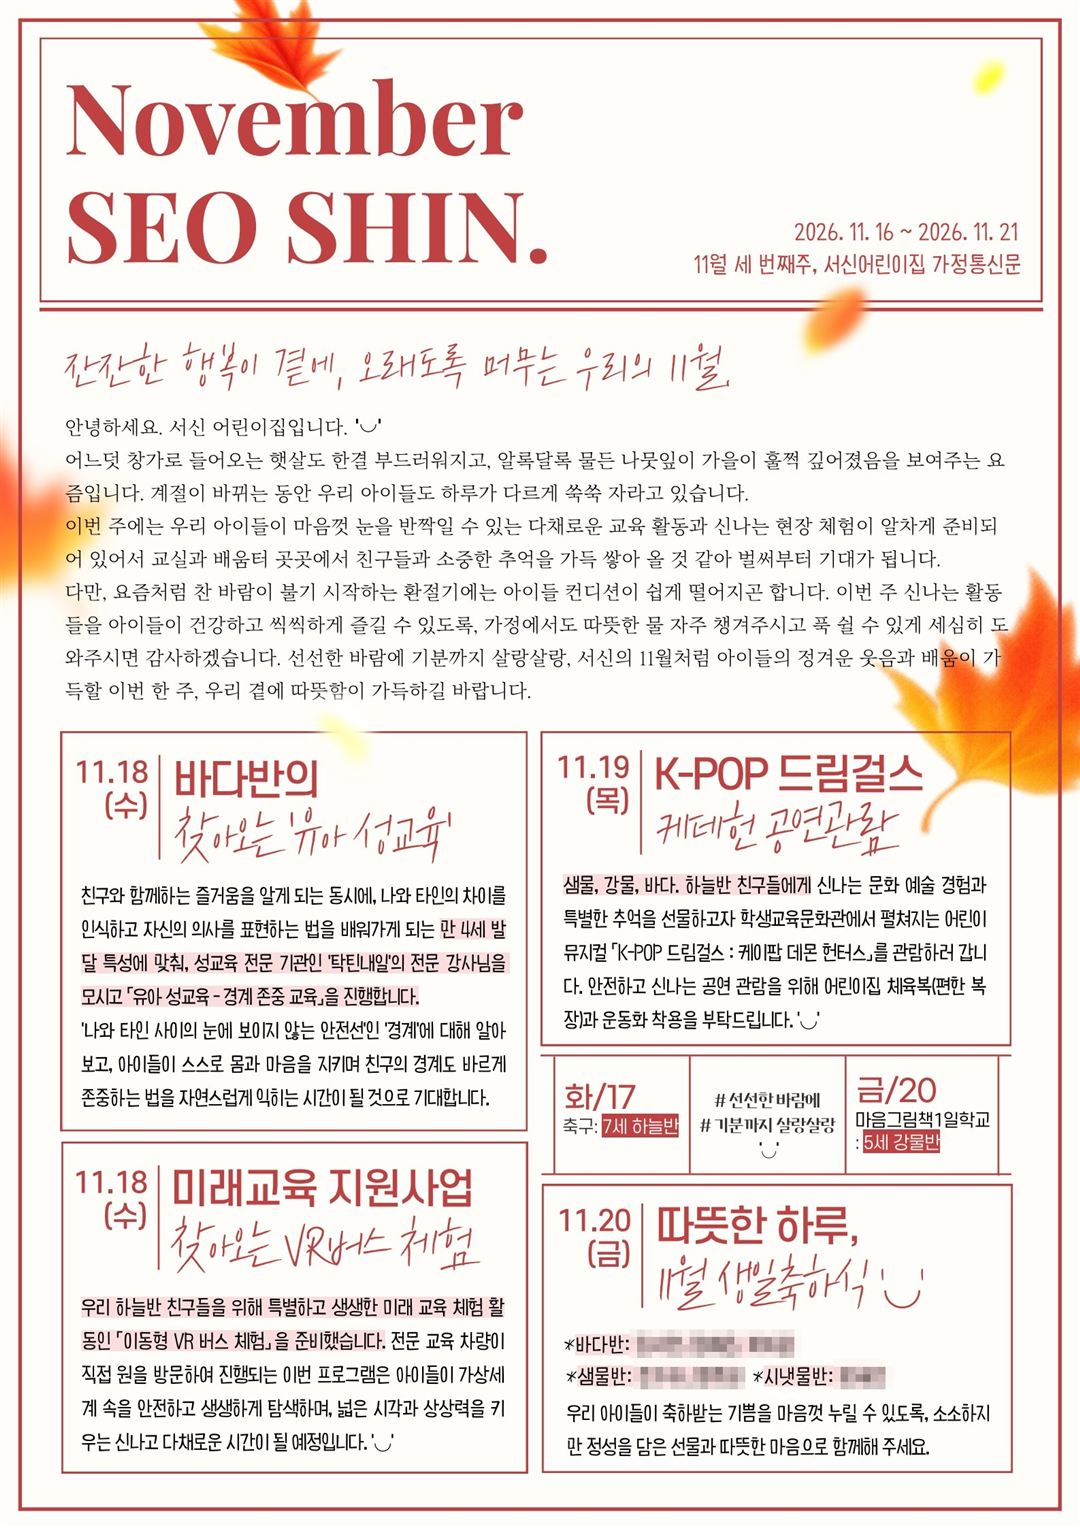 November
SEO SHIN.
2026. 11. 16 ~ 2026. 11. 21
11월 세 번째주, 서신어린이집 가정통신문
잔잔한 행복이 곁에, 오래도록 머무는 우리의 11월.
안녕하세요. 서신 어린이집입니다. '◡'
어느덧 창가로 들어오는 햇살도 한결 부드러워지고, 알록달록 물든 나뭇잎이 가을이 훌쩍 깊어졌음을 보여주는 요
즘입니다. 계절이 바뀌는 동안 우리 아이들도 하루가 다르게 쑥쑥 자라고 있습니다.
이번 주에는 우리 아이들이 마음껏 눈을 반짝일 수 있는 다채로운 교육 활동과 신나는 현장 체험이 알차게 준비되
어 있어서 교실과 배움터 곳곳에서 친구들과 소중한 추억을 가득 쌓아 올 것 같아 벌써부터 기대가 됩니다.
다만, 요즘처럼 찬 바람이 불기 시작하는 환절기에는 아이들 컨디션이 쉽게 떨어지곤 합니다. 이번 주 신나는 활동
들을 아이들이 건강하고 씩씩하게 즐길 수 있도록, 가정에서도 따뜻한 물 자주 챙겨주시고 푹 쉴 수 있게 세심히 도
와주시면 감사하겠습니다. 선선한 바람에 기분까지 살랑살랑, 서신의 11월처럼 아이들의 정겨운 웃음과 배움이 가
득할 이번 한 주, 우리 곁에 따뜻함이 가득하길 바랍니다.
11.18
(수)
바다반의
찾아오는 '유아 성교육'
친구와 함께하는 즐거움을 알게 되는 동시에, 나와 타인의 차이를
인식하고 자신의 의사를 표현하는 법을 배워가게 되는 만 4세 발
달 특성에 맞춰, 성교육 전문 기관인 '탁틴내일'의 전문 강사님을
모시고 「유아 성교육 - 경계 존중 교육」을 진행합니다.
'나와 타인 사이의 눈에 보이지 않는 안전선'인 '경계'에 대해 알아
보고, 아이들이 스스로 몸과 마음을 지키며 친구의 경계도 바르게
존중하는 법을 자연스럽게 익히는 시간이 될 것으로 기대합니다.
11.18
(수)
미래교육 지원사업
찾아오는 VR버스 체험
우리 하늘반 친구들을 위해 특별하고 생생한 미래 교육 체험 활
동인 「이동형 VR 버스 체험」을 준비했습니다. 전문 교육 차량이
직접 원을 방문하여 진행되는 이번 프로그램은 아이들이 가상세
계 속을 안전하고 생생하게 탐색하며, 넓은 시각과 상상력을 키
우는 신나고 다채로운 시간이 될 예정입니다. '◡'
11.19
(목)
K-POP 드림걸스
케데헌 공연관람
샘물, 강물, 바다. 하늘반 친구들에게 신나는 문화 예술 경험과
특별한 추억을 선물하고자 학생교육문화관에서 펼쳐지는 어린이
뮤지컬 「K-POP 드림걸스 : 케이팝 데몬 헌터스」를 관람하러 갑니
다. 안전하고 신나는 공연 관람을 위해 어린이집 체육복(편한 복
장)과 운동화 착용을 부탁드립니다. '◡'
화/17
축구: 7세 하늘반
# 선선한 바람에
# 기분까지 살랑살랑
'◡'
금/20
마음그림책1일학교
: 5세 강물반
11.20
(금)
따뜻한 하루,
11월 생일축하식 '◡'
*바다반:
*샘물반: *시냇물반:
우리 아이들이 축하받는 기쁨을 마음껏 누릴 수 있도록, 소소하지
만 정성을 담은 선물과 따뜻한 마음으로 함께해 주세요.